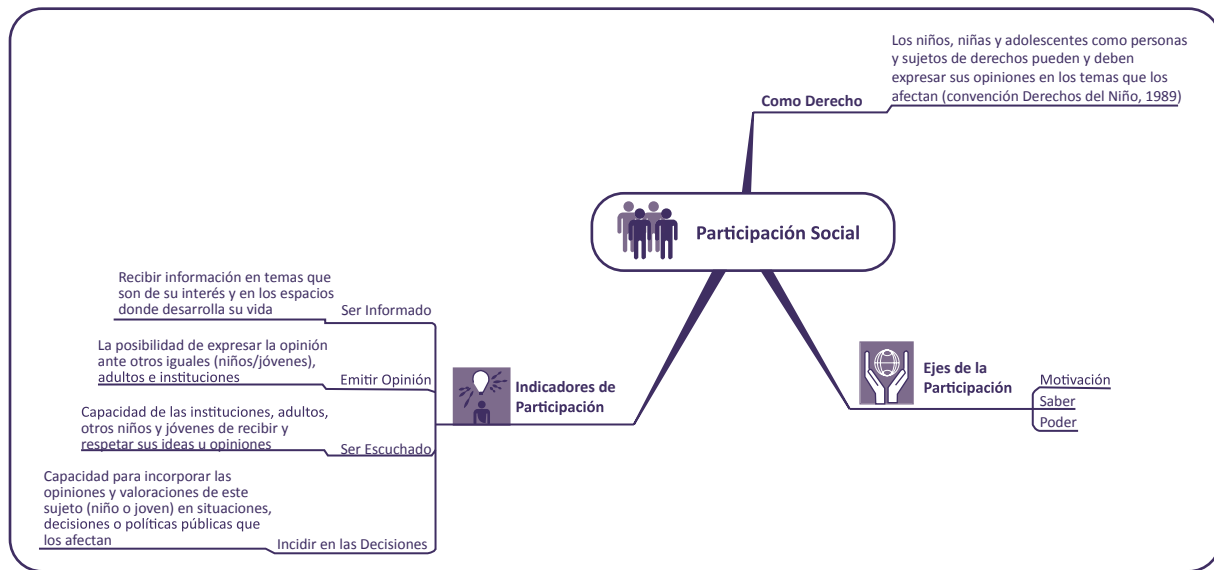 Los niños, niñas y adolescentes como personas
y sujetos de derechos pueden y deben
expresar sus opiniones en los temas que los
afectan (convención Derechos del Niño, 1989)
Como Derecho
Participación Social
Recibir información en temas que
son de su interés y en los espacios
donde desarrolla su vida
Ser Informado
La posibilidad de expresar la opinión
ante otros iguales (niños/jóvenes),
adultos e instituciones
Emitir Opinión
Capacidad de las instituciones, adultos,
otros niños y jóvenes de recibir y
respetar sus ideas u opiniones
Ser Escuchado
Capacidad para incorporar las
opiniones y valoraciones de este
sujeto (niño o joven) en situaciones,
decisiones o políticas públicas que
los afectan
Incidir en las Decisiones
Indicadores de
Participación
Ejes de la
Participación
Motivación
Saber
Poder